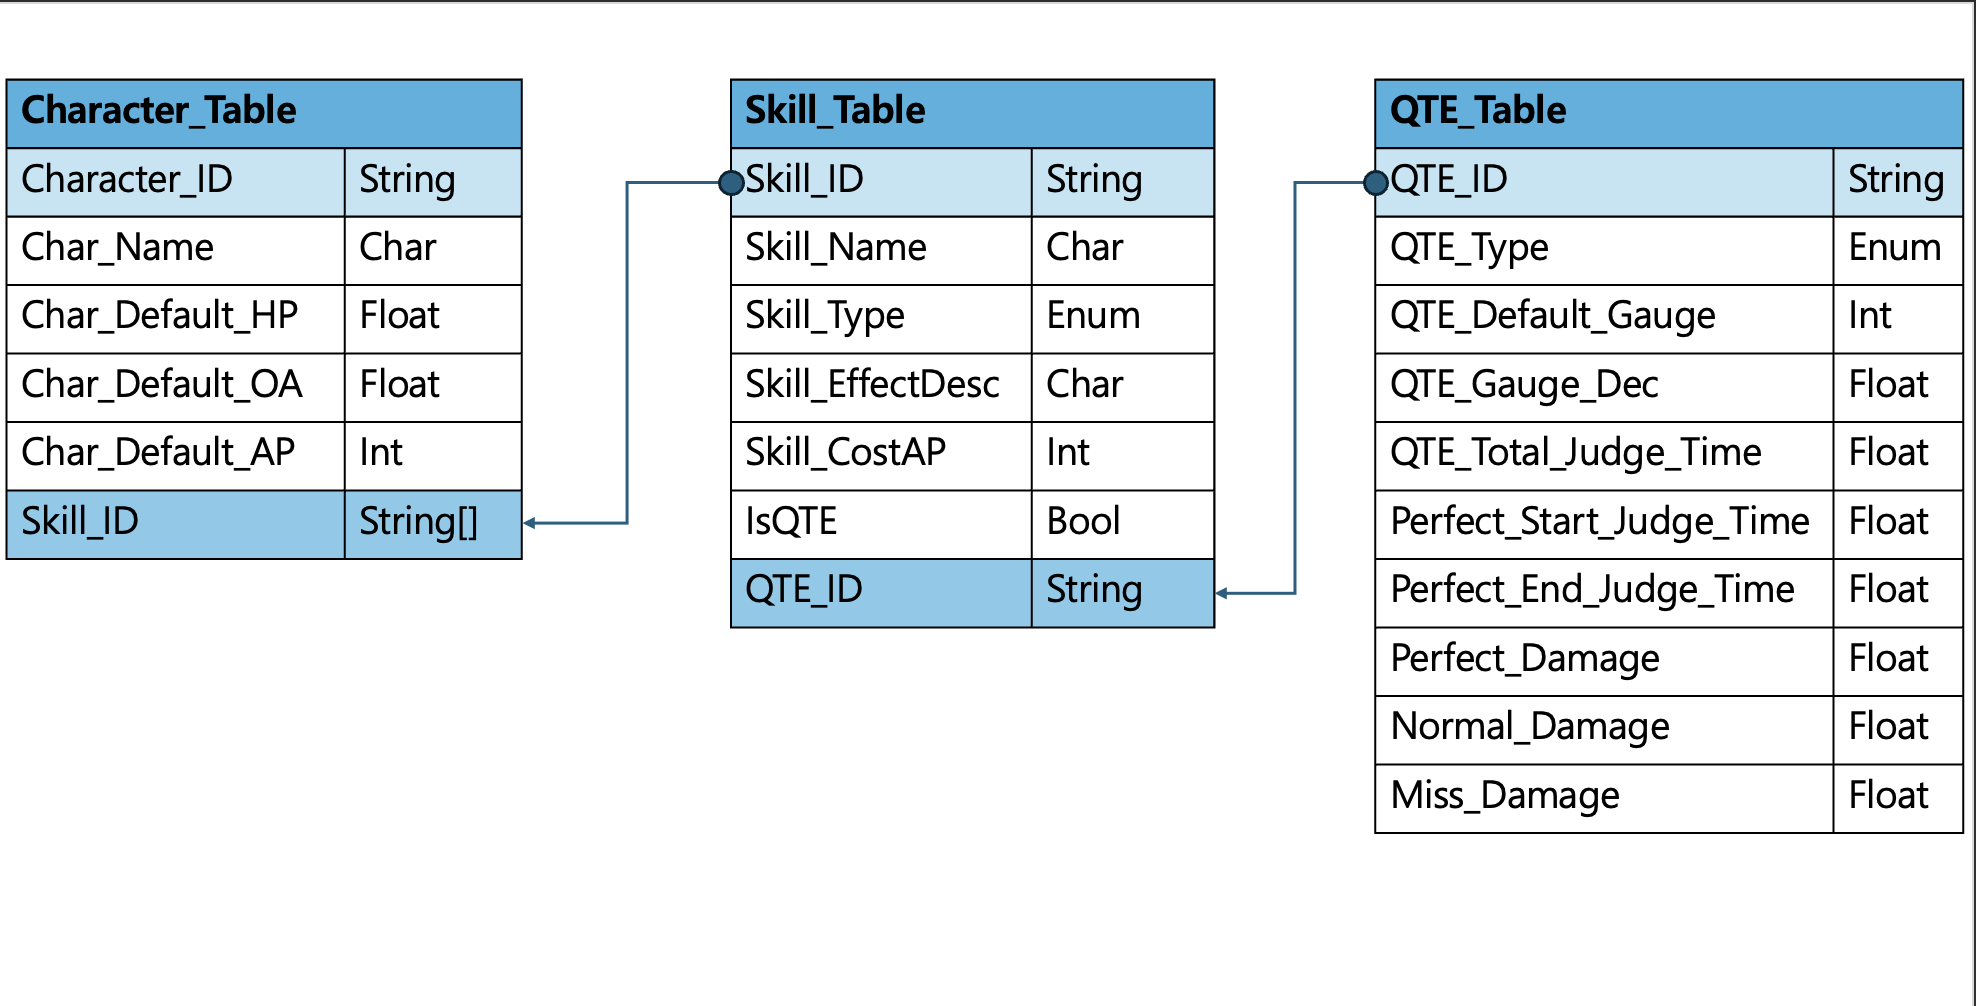 Character_Table
Character_ID String
Char_Name Char
Char_Default_HP Float
Char_Default_OA Float
Char_Default_AP Int
Skill_ID String[]
Skill_Table
Skill_ID String
Skill_Name Char
Skill_Type Enum
Skill_EffectDesc Char
Skill_CostAP Int
IsQTE Bool
QTE_ID String
QTE_Table
QTE_ID String
QTE_Type Enum
QTE_Default_Gauge Int
QTE_Gauge_Dec Float
QTE_Total_Judge_Time Float
Perfect_Start_Judge_Time Float
Perfect_End_Judge_Time Float
Perfect_Damage Float
Normal_Damage Float
Miss_Damage Float